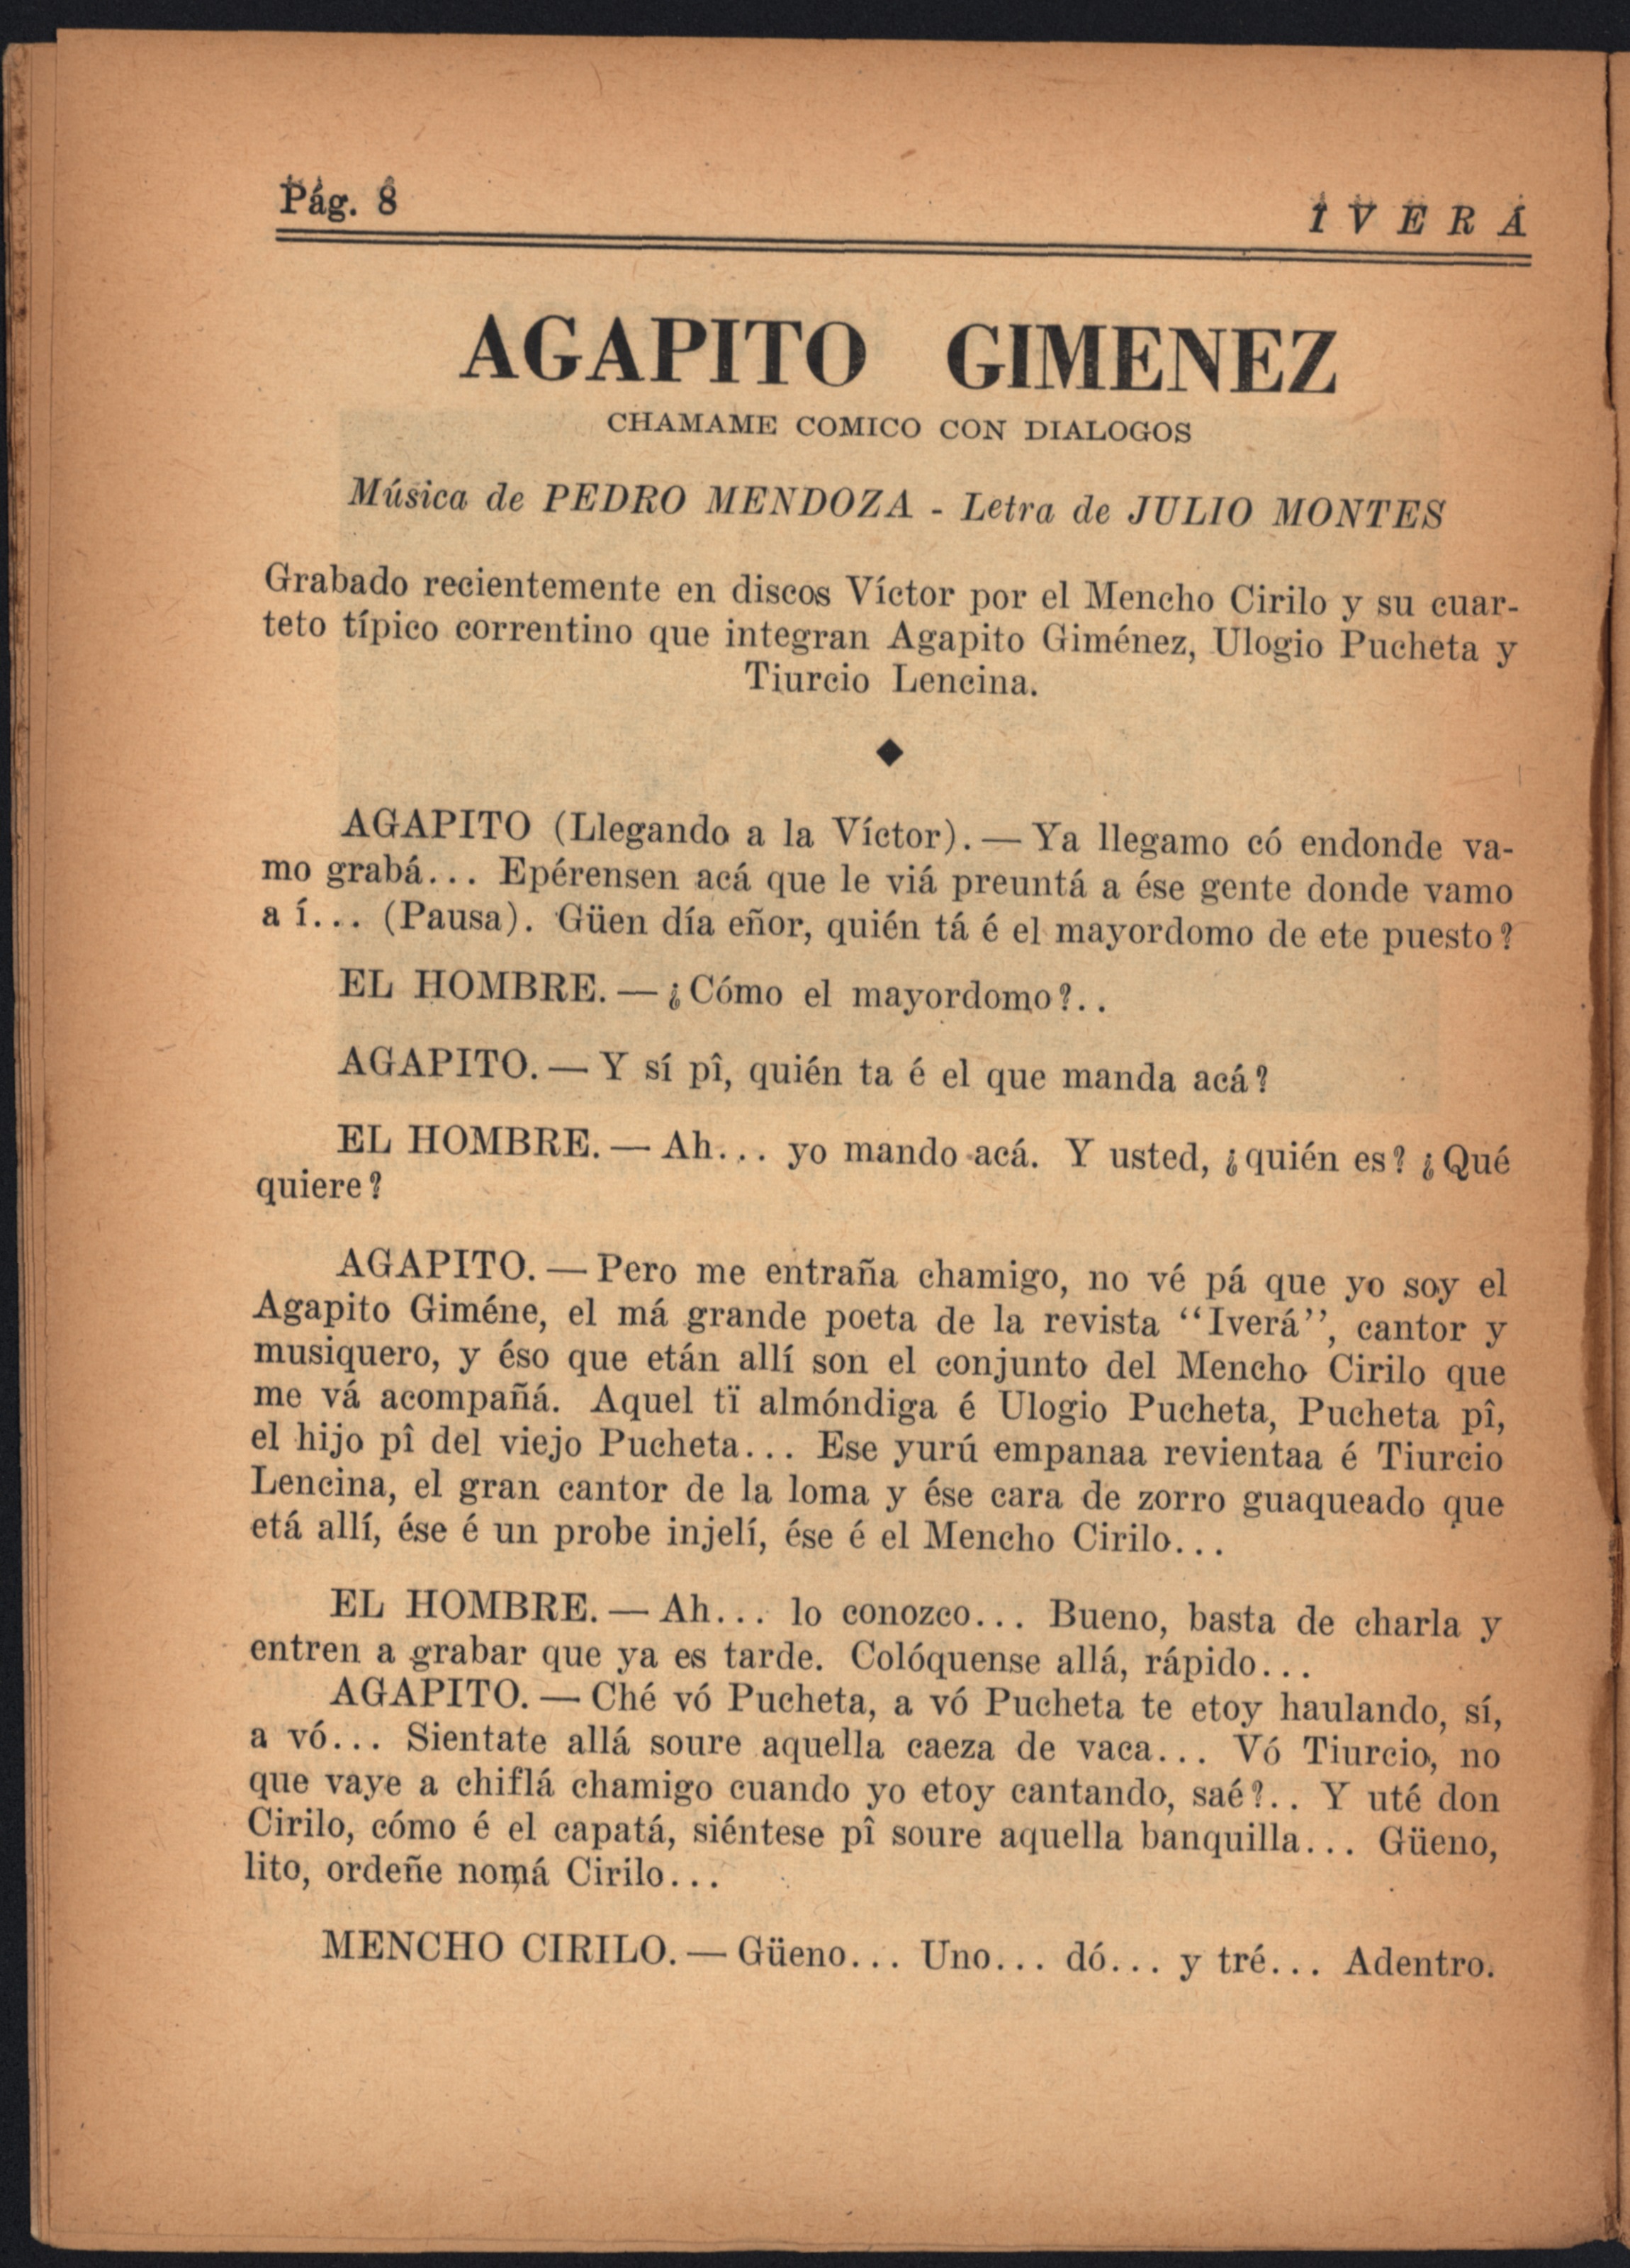 Pág. 8
I V E R Á
AGAPITO GIMENEZ
CHAMAME COMICO CON DIALOGOS
Música de PEDRO MENDOZA - Letra de JULIO MONTES
Grabado recientemente en discos Víctor por el Mencho Cirilo y su cuar-
teto típico correntino que integran Agapito Giménez, Ulogio Pucheta y
Tiurcio Lencina.
AGAPITO (Llegando a la Víctor). — Ya llegamo có endonde va-
mo grabá... Epérensen acá que le viá preuntá a ése gente donde vamo
a í... (Pausa). Güen día eñor, quién tá é el mayordomo de ete puesto?
EL HOMBRE. — ¿Cómo el mayordomo?..
AGAPITO. — Y sí pî, quién ta é el que manda acá?
EL HOMBRE. — Ah... yo mando acá. Y usted, ¿quién es? ¿Qué
quiere?
AGAPITO. — Pero me entraña chamigo, no vé pá que yo soy el
Agapito Giméne, el má grande poeta de la revista "Iverá", cantor y
musiquero, y éso que etán allí son el conjunto del Mencho Cirilo que
me vá acompañá. Aquel tï almóndiga é Ulogio Pucheta, Pucheta pî,
el hijo pî del viejo Pucheta... Ese yurú empanaa revientaa é Tiurcio
Lencina, el gran cantor de la loma y ése cara de zorro guaqueado que
etá allí, ése é un probe injelí, ése é el Mencho Cirilo...
EL HOMBRE. — Ah... lo conozco... Bueno, basta de charla y
entren a grabar que ya es tarde. Colóquense allá, rápido...
AGAPITO. — Ché vó Pucheta, a vó Pucheta te etoy haulando, sí,
a vó... Sientate allá soure aquella caeza de vaca... Vó Tiurcio, no
que vaye a chiflá chamigo cuando yo etoy cantando, saé?.. Y uté don
Cirilo, cómo é el capatá, siéntese pî soure aquella banquilla... Güeno,
lito, ordeñe nomá Cirilo...
MENCHO CIRILO. — Güeno... Uno... dó... y tré... Adentro.